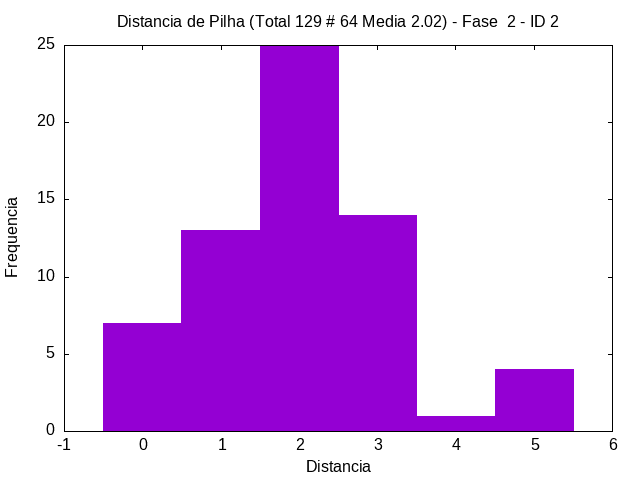 Distancia de Pilha (Total 129 # 64 Media 2.02) - Fase  2 - ID 2
25
20
15
10
5
0
Frequencia
-1 0 1 2 3 4 5 6
Distancia